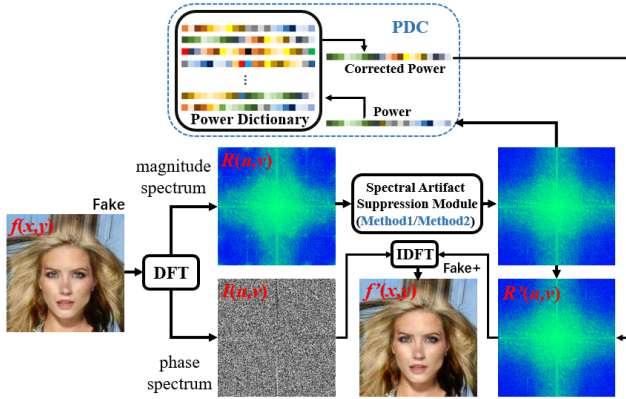 PDC
Corrected Power
Power
⋮
Power Dictionary
magnitude
spectrum
R(u,v)
Spectral Artifact
Suppression Module
(Method1/Method2)
Fake
f(x,y)
DFT
IDFT
Fake+
I(u,v)
f'(x,y)
R'(u,v)
phase
spectrum